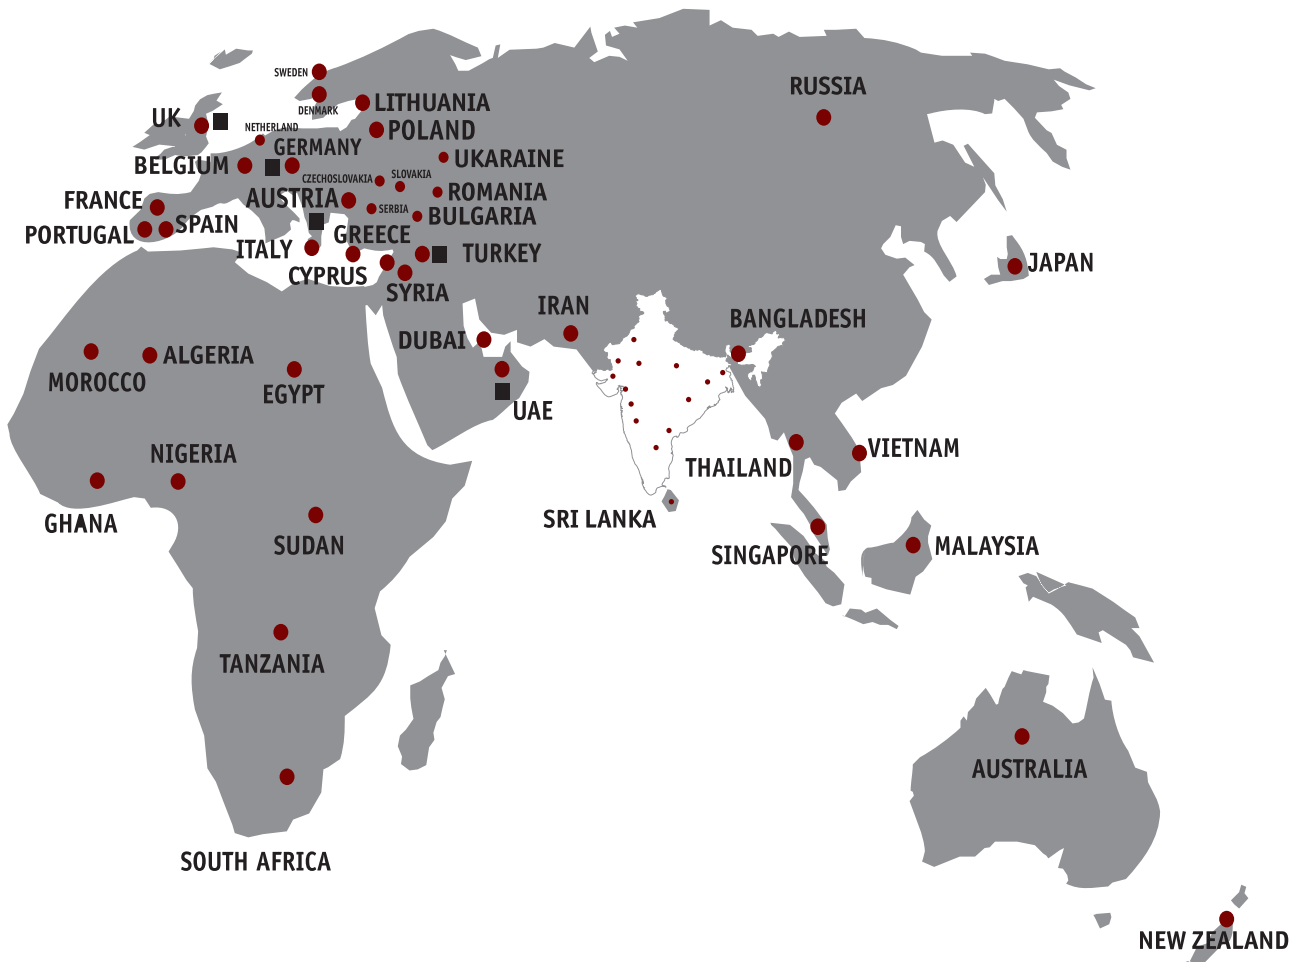 SWEDEN
RUSSIA
DENMARK
LITHUANIA
UK
NETHERLAND
POLAND
GERMANY
BELGIUM
UKARAINE
CZECHOSLOVAKIA
SLOVAKIA
FRANCE
AUSTRIA
ROMANIA
SERBIA
BULGARIA
PORTUGAL
SPAIN
GREECE
ITALY
TURKEY
JAPAN
CYPRUS
SYRIA
IRAN
BANGLADESH
DUBAI
ALGERIA
MOROCCO
EGYPT
UAE
NIGERIA
VIETNAM
THAILAND
GHANA
SRI LANKA
SUDAN
SINGAPORE
MALAYSIA
TANZANIA
AUSTRALIA
SOUTH AFRICA
NEW ZEALAND